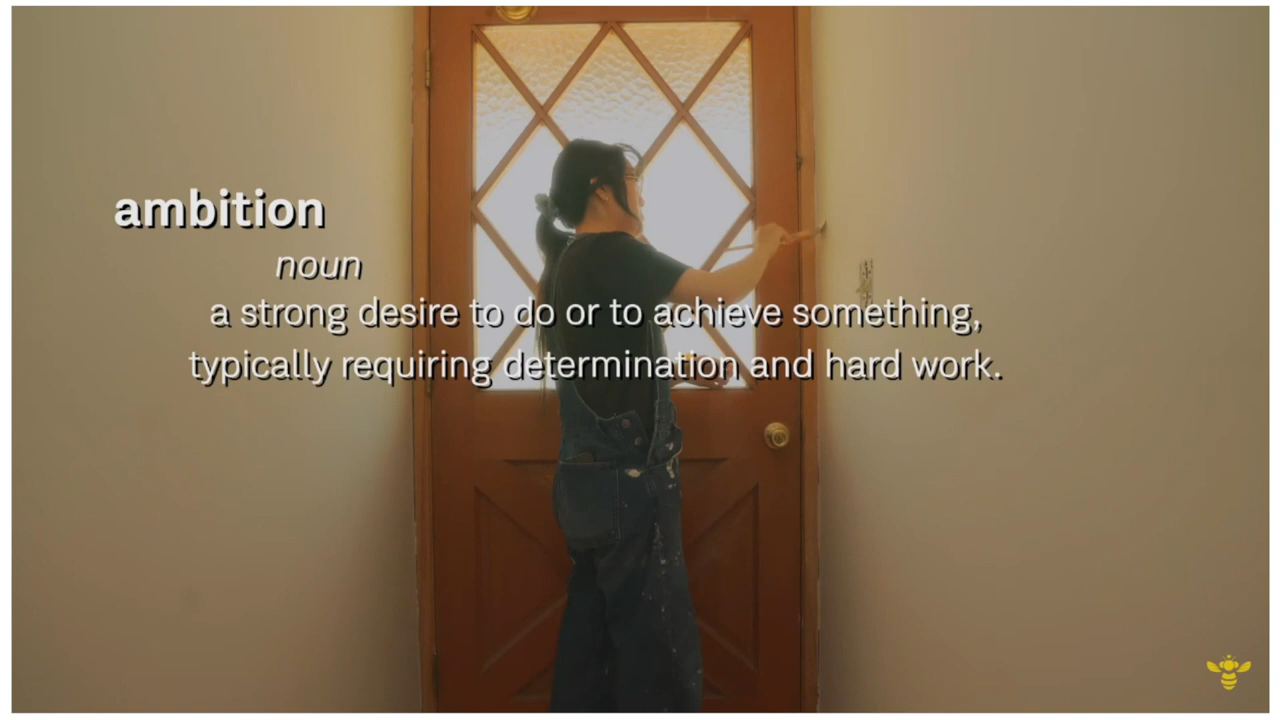 ambition
noun
a strong desire to do or to achieve something,
typically requiring determination and hard work.